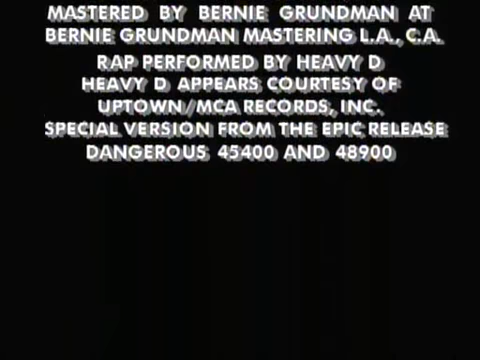 MASTERED BY BERNIE GRUNDMAN AT
BERNIE GRUNDMAN MASTERING L.A., C.A.
RAP PERFORMED BY HEAVY D
HEAVY D APPEARS COURTESY OF
UPTOWN/MCA RECORDS, INC.
SPECIAL VERSION FROM THE EPIC RELEASE
DANGEROUS 45400 AND 48900